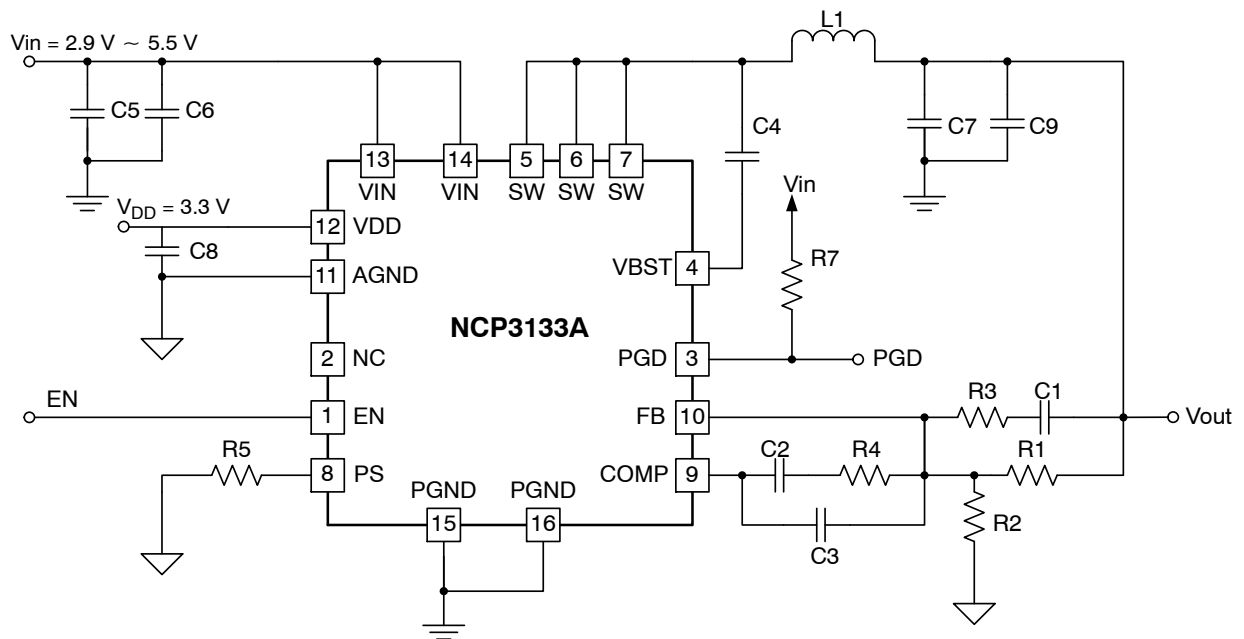 L1
Vin = 2.9 V ~ 5.5 V
C5 C6 C7 C9
C4
13 14 5 6 7
VIN VIN SW SW SW
Vin
V_DD = 3.3 V
12 VDD
C8
R7
VBST 4
11 AGND
NCP3133A
2 NC
PGD 3 PGD
EN
R3 C1
1 EN
FB 10
Vout
R5
C2 R4 R1
8 PS
COMP 9
PGND PGND
15 16
R2
C3